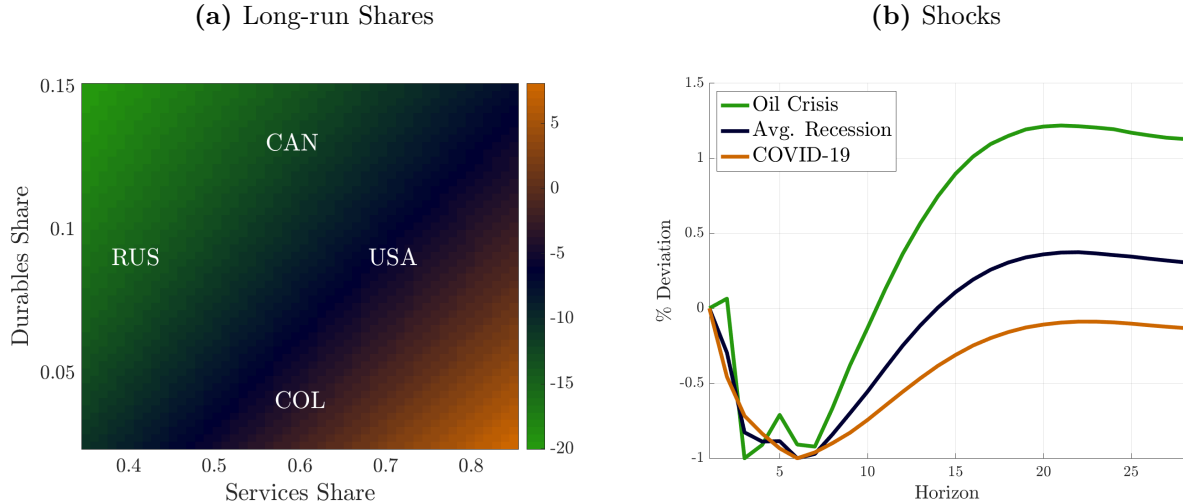 (a) Long-run Shares
0.15
0.1
0.05
Durables Share
CAN
RUS
USA
COL
0.4 0.5 0.6 0.7 0.8
Services Share
5
0
-5
-10
-15
-20
(b) Shocks
1.5
1
0.5
0
-0.5
-1
% Deviation
Oil Crisis
Avg. Recession
COVID-19
5 10 15 20 25
Horizon